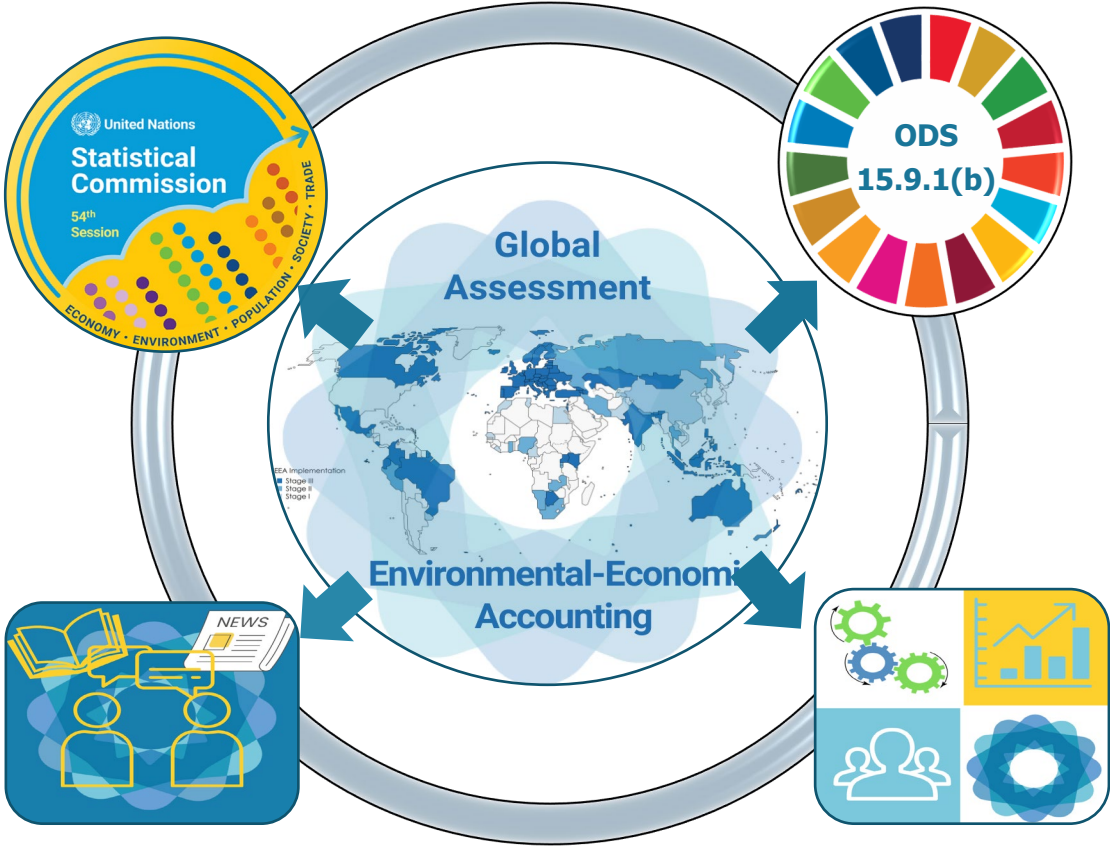 United Nations
Statistical
Commission
54th
Session
ECONOMY • ENVIRONMENT • POPULATION • SOCIETY • TRADE
ODS
15.9.1(b)
Global
Assessment
EEA Implementation
Stage III
Stage II
Stage I
Environmental-Economi
Accounting
NEWS